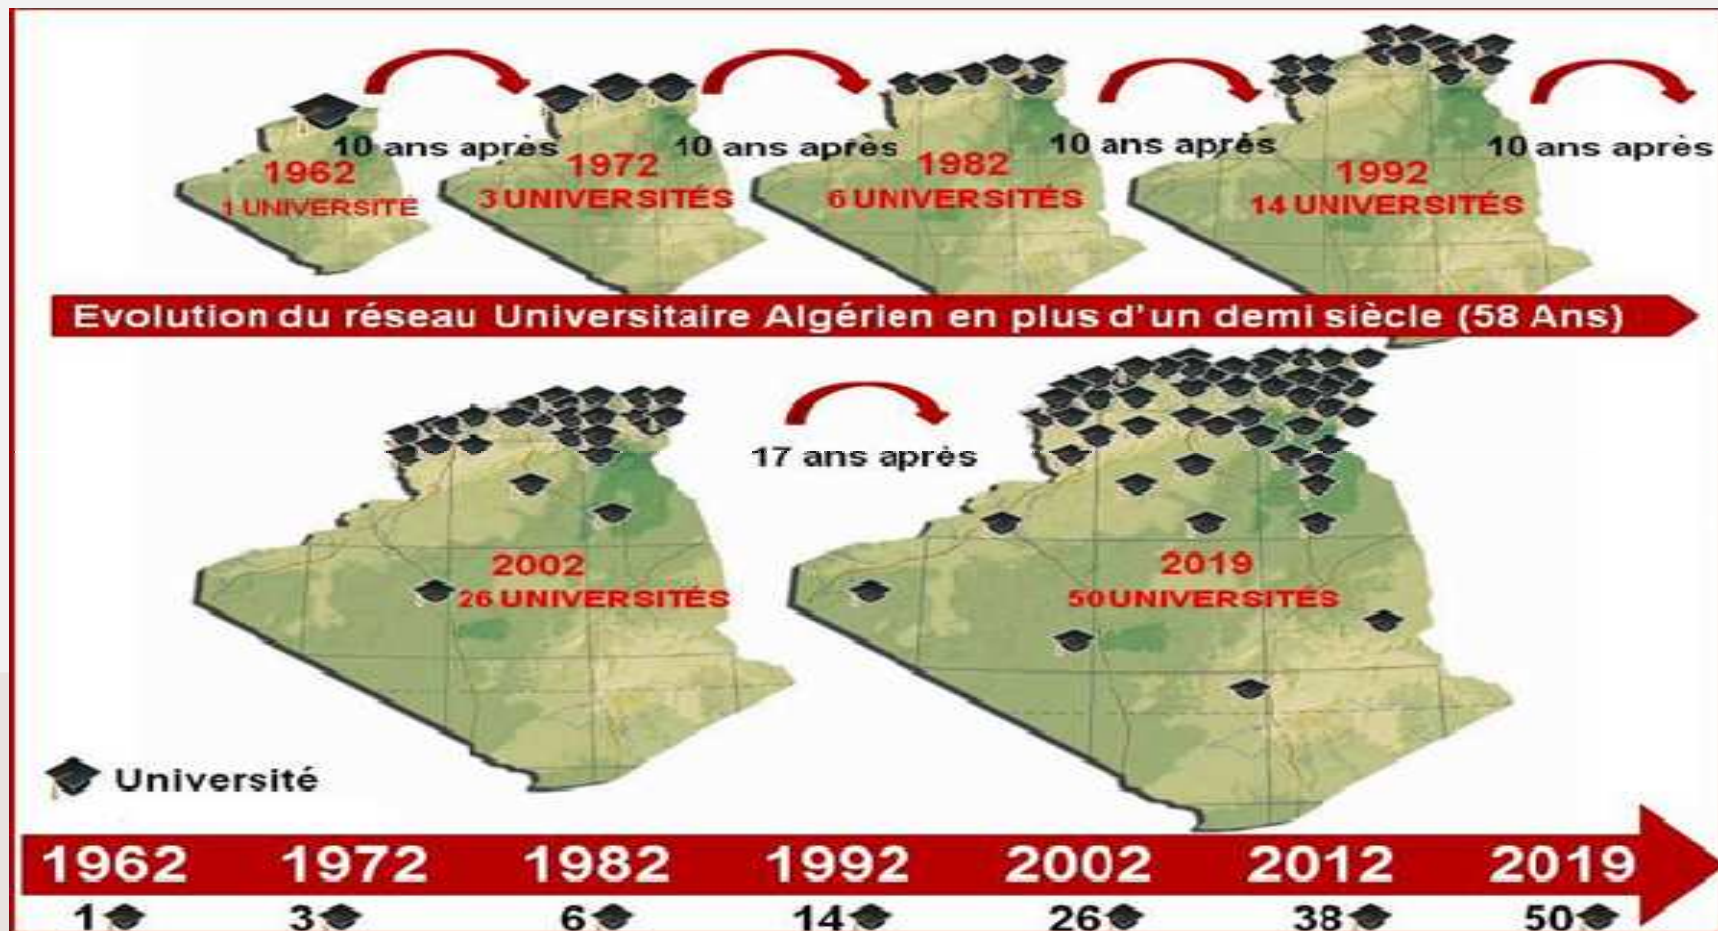 10 ans après
10 ans après
10 ans après
10 ans après
1962
1 UNIVERSITÉ
1972
3 UNIVERSITÉS
1982
6 UNIVERSITÉS
1992
14 UNIVERSITÉS
Evolution du réseau Universitaire Algérien en plus d'un demi siècle (58 Ans)
17 ans après
2002
26 UNIVERSITÉS
2019
50 UNIVERSITÉS
Université
1962 1972 1982 1992 2002 2012 2019
1 3 6 14 26 38 50